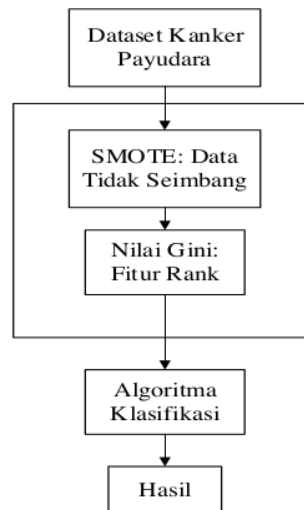 Dataset Kanker
Payudara
SMOTE: Data
Tidak Seimbang
Nilai Gini:
Fitur Rank
Algoritma
Klasifikasi
Hasil